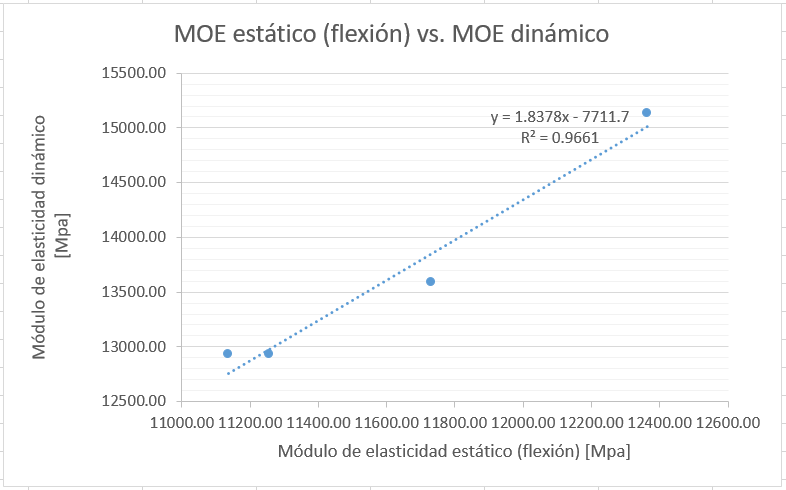 MOE estático (flexión) vs. MOE dinámico
15500.00
15000.00
14500.00
14000.00
13500.00
13000.00
12500.00
Módulo de elasticidad dinámico
[Mpa]
y = 1.8378x - 7711.7
R² = 0.9661
11000.00 11200.00 11400.00 11600.00 11800.00 12000.00 12200.00 12400.00 12600.00
Módulo de elasticidad estático (flexión) [Mpa]